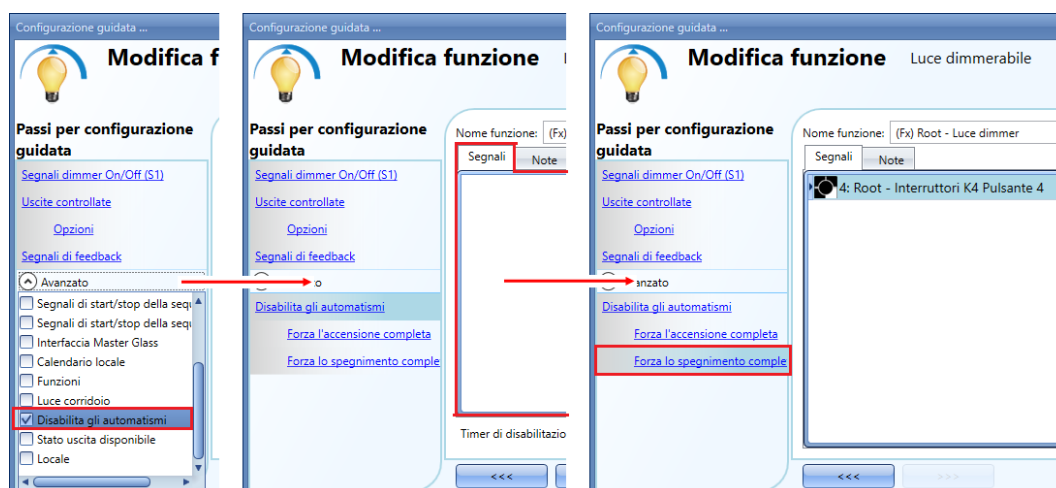 Configurazione guidata ...
Modifica f
Passi per configurazione
guidata
Segnali dimmer On/Off (S1)
Uscite controllate
Opzioni
Segnali di feedback
Avanzato
Segnali di start/stop della sequ
Segnali di start/stop della sequ
Interfaccia Master Glass
Calendario locale
Funzioni
Luce corridoio
Disabilita gli automatismi
Stato uscita disponibile
Locale
Configurazione guidata ...
Modifica funzione
Passi per configurazione
guidata
Nome funzione: (Fx)
Segnali Note
Segnali dimmer On/Off (S1)
Uscite controllate
Opzioni
Segnali di feedback
o
Disabilita gli automatismi
Forza l'accensione completa
Forza lo spegnimento comple
Timer di disabilitazio
<<<
Configurazione guidata ...
Modifica funzione Luce dimmerabile
Passi per configurazione
guidata
Nome funzione: (Fx) Root - Luce dimmer
Segnali Note
4: Root - Interruttori K4 Pulsante 4
Segnali dimmer On/Off (S1)
Uscite controllate
Opzioni
Segnali di feedback
anzato
Disabilita gli automatismi
Forza l'accensione completa
Forza lo spegnimento comple
<<< >>>